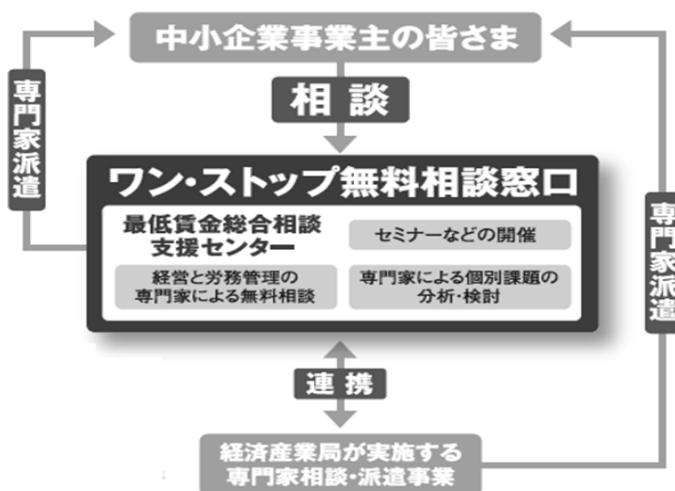 中小企業事業主の皆さま
相談
専門家派遣
ワン・ストップ無料相談窓口
最低賃金総合相談
支援センター
セミナーなどの開催
経営と労務管理の
専門家による無料相談
専門家による個別課題の
分析・検討
専門家派遣
連携
経済産業局が実施する
専門家相談・派遣事業